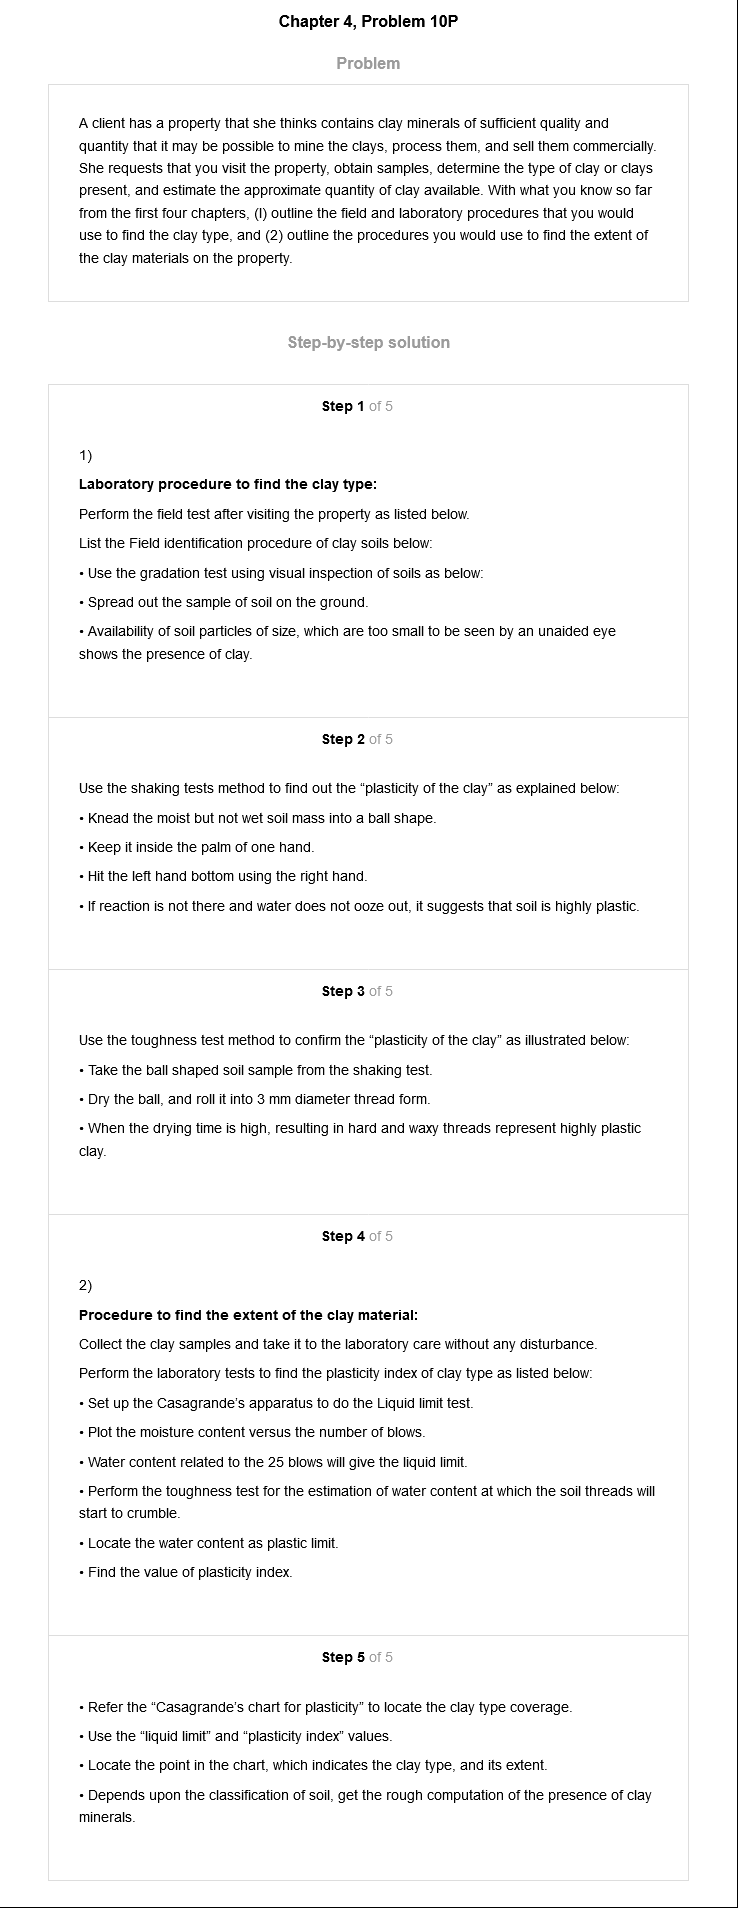 Chapter 4, Problem 10P
Problem
A client has a property that she thinks contains clay minerals of sufficient quality and
quantity that it may be possible to mine the clays, process them, and sell them commercially.
She requests that you visit the property, obtain samples, determine the type of clay or clays
present, and estimate the approximate quantity of clay available. With what you know so far
from the first four chapters, (I) outline the field and laboratory procedures that you would
use to find the clay type, and (2) outline the procedures you would use to find the extent of
the clay materials on the property.
Step-by-step solution
Step 1 of 5
1)
Laboratory procedure to find the clay type:
Perform the field test after visiting the property as listed below.
List the Field identification procedure of clay soils below:
• Use the gradation test using visual inspection of soils as below:
• Spread out the sample of soil on the ground.
• Availability of soil particles of size, which are too small to be seen by an unaided eye
shows the presence of clay.
Step 2 of 5
Use the shaking tests method to find out the “plasticity of the clay” as explained below:
• Knead the moist but not wet soil mass into a ball shape.
• Keep it inside the palm of one hand.
• Hit the left hand bottom using the right hand.
• If reaction is not there and water does not ooze out, it suggests that soil is highly plastic.
Step 3 of 5
Use the toughness test method to confirm the “plasticity of the clay” as illustrated below:
• Take the ball shaped soil sample from the shaking test.
• Dry the ball, and roll it into 3 mm diameter thread form.
• When the drying time is high, resulting in hard and waxy threads represent highly plastic
clay.
Step 4 of 5
2)
Procedure to find the extent of the clay material:
Collect the clay samples and take it to the laboratory care without any disturbance.
Perform the laboratory tests to find the plasticity index of clay type as listed below:
• Set up the Casagrande’s apparatus to do the Liquid limit test.
• Plot the moisture content versus the number of blows.
• Water content related to the 25 blows will give the liquid limit.
• Perform the toughness test for the estimation of water content at which the soil threads will
start to crumble.
• Locate the water content as plastic limit.
• Find the value of plasticity index.
Step 5 of 5
• Refer the “Casagrande’s chart for plasticity” to locate the clay type coverage.
• Use the “liquid limit” and “plasticity index” values.
• Locate the point in the chart, which indicates the clay type, and its extent.
• Depends upon the classification of soil, get the rough computation of the presence of clay
minerals.